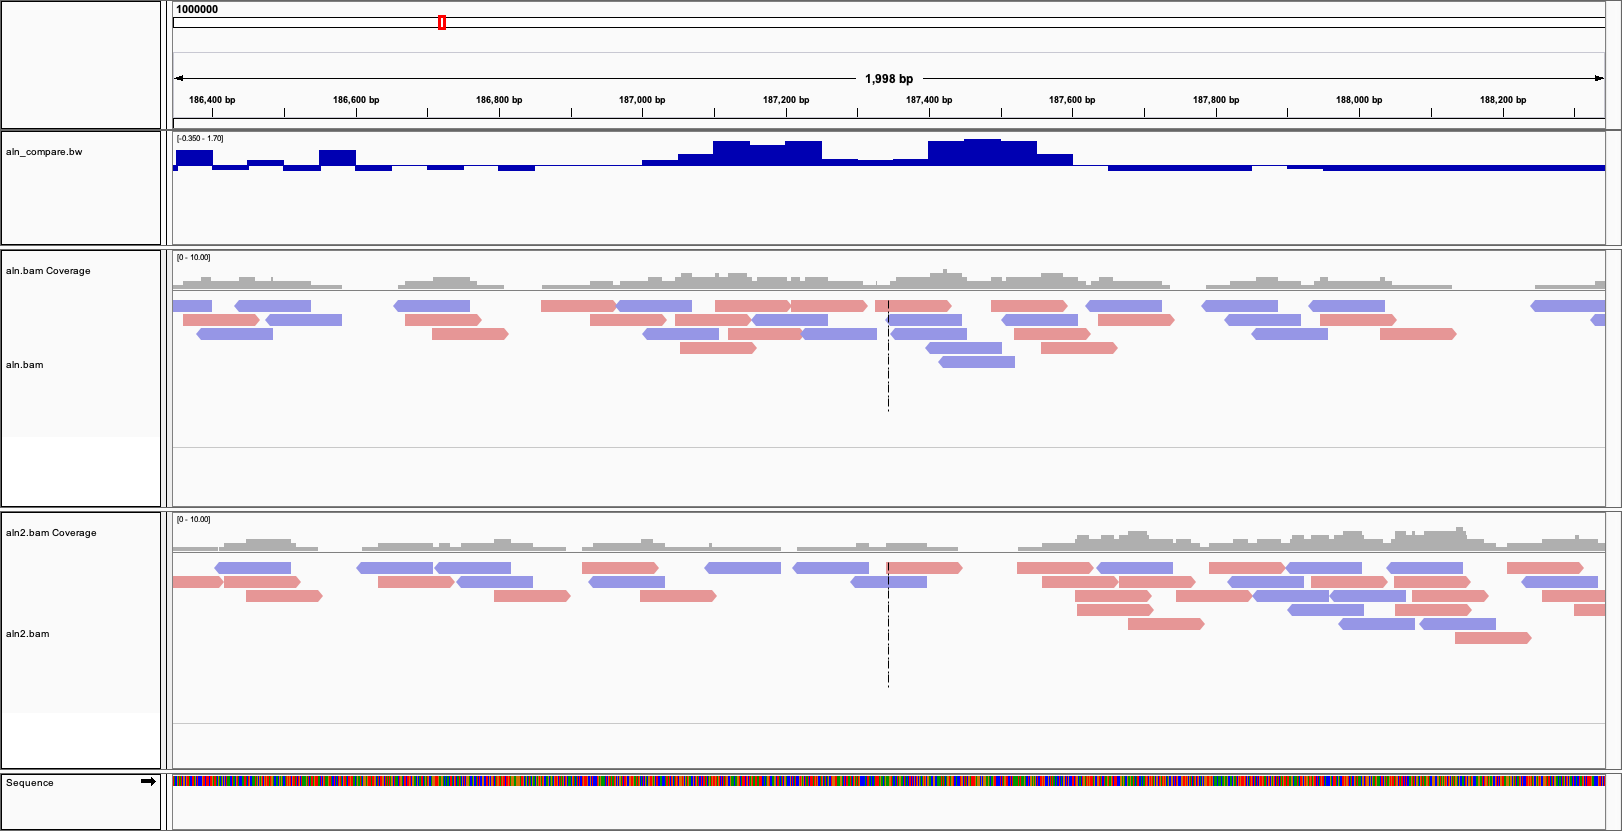 1000000
1,998 bp
186,400 bp 186,600 bp 186,800 bp 187,000 bp 187,200 bp 187,400 bp 187,600 bp 187,800 bp 188,000 bp 188,200 bp
[-0.350 - 1.70]
aln_compare.bw
[0 - 10.00]
aln.bam Coverage
aln.bam
[0 - 10.00]
aln2.bam Coverage
aln2.bam
Sequence